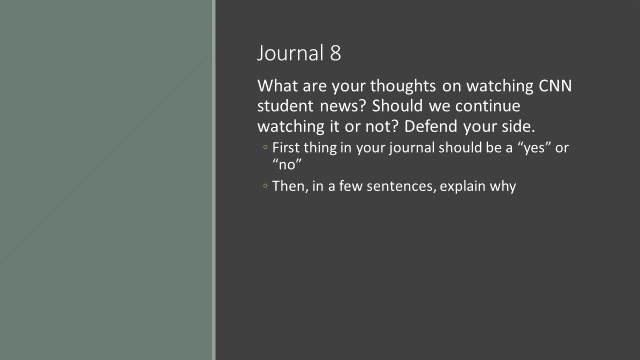 Journal 8
What are your thoughts on watching CNN
student news? Should we continue
watching it or not? Defend your side.
◦ First thing in your journal should be a “yes” or
“no”
◦ Then, in a few sentences, explain why